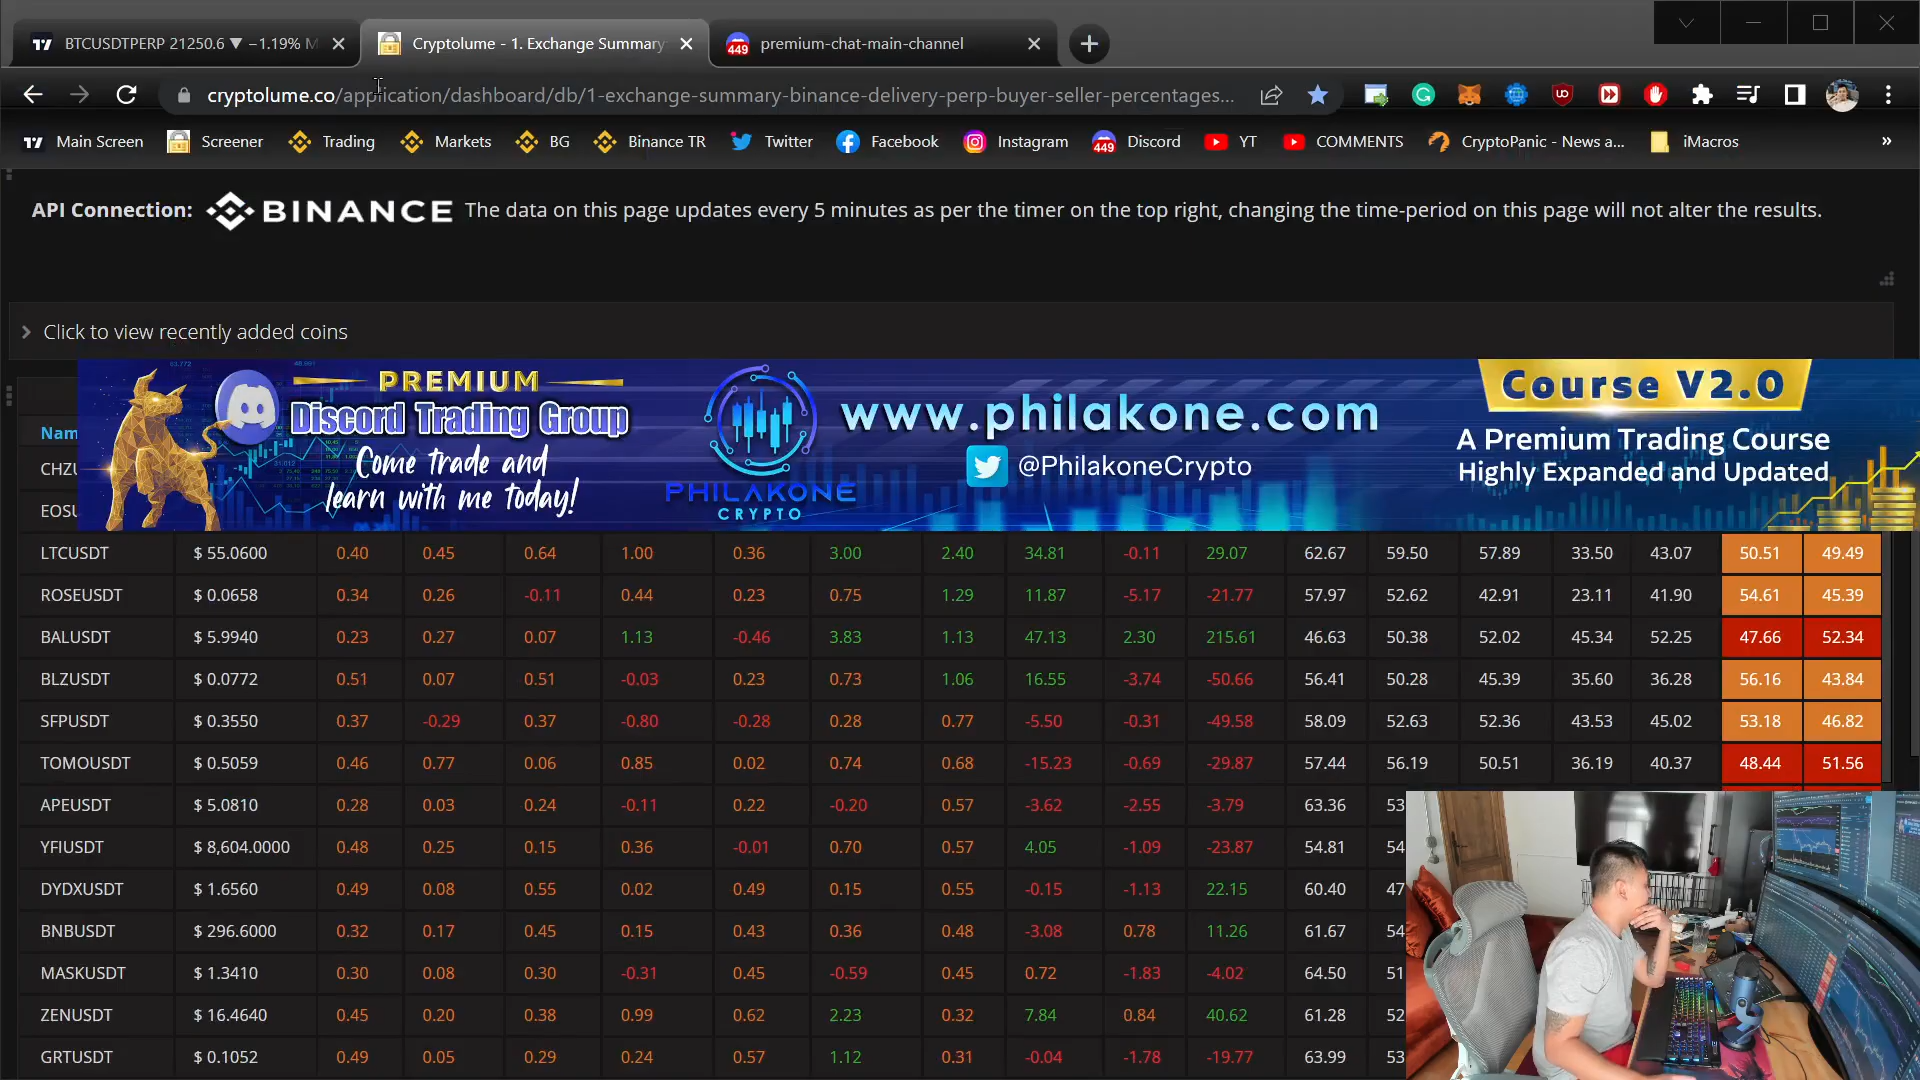 BTCUSDTPERP 21250.6 ▼ −1.19% M
Cryptolume - 1. Exchange Summary
449
premium-chat-main-channel
cryptolume.co/application/dashboard/db/1-exchange-summary-binance-delivery-perp-buyer-seller-percentages...
Main Screen Screener Trading Markets BG Binance TR Twitter Facebook Instagram 449 Discord YT COMMENTS CryptoPanic - News a... iMacros »
API Connection: BINANCE The data on this page updates every 5 minutes as per the timer on the top right, changing the time-period on this page will not alter the results.
> Click to view recently added coins
PREMIUM
Discord Trading Group
Come trade and
learn with me today!
PHILAKONE
CRYPTO
www.philakone.com
@PhilakoneCrypto
Course V2.0
A Premium Trading Course
Highly Expanded and Updated
Nam
CHZU
EOSU
LTCUSDT $ 55.0600 0.40 0.45 0.64 1.00 0.36 3.00 2.40 34.81 -0.11 29.07 62.67 59.50 57.89 33.50 43.07 50.51 49.49
ROSEUSDT $ 0.0658 0.34 0.26 -0.11 0.44 0.23 0.75 1.29 11.87 -5.17 -21.77 57.97 52.62 42.91 23.11 41.90 54.61 45.39
BALUSDT $ 5.9940 0.23 0.27 0.07 1.13 -0.46 3.83 1.13 47.13 2.30 215.61 46.63 50.38 52.02 45.34 52.25 47.66 52.34
BLZUSDT $ 0.0772 0.51 0.07 0.51 -0.03 0.23 0.73 1.06 16.55 -3.74 -50.66 56.41 50.28 45.39 35.60 36.28 56.16 43.84
SFPUSDT $ 0.3550 0.37 -0.29 0.37 -0.80 -0.28 0.28 0.77 -5.50 -0.31 -49.58 58.09 52.63 52.36 43.53 45.02 53.18 46.82
TOMOUSDT $ 0.5059 0.46 0.77 0.06 0.85 0.02 0.74 0.68 -15.23 -0.69 -29.87 57.44 56.19 50.51 36.19 40.37 48.44 51.56
APEUSDT $ 5.0810 0.28 0.03 0.24 -0.11 0.22 -0.20 0.57 -3.62 -2.55 -3.79 63.36 53
YFIUSDT $ 8,604.0000 0.48 0.25 0.15 0.36 -0.01 0.70 0.57 4.05 -1.09 -23.87 54.81 54
DYDXUSDT $ 1.6560 0.49 0.08 0.55 0.02 0.49 0.15 0.55 -0.15 -1.13 22.15 60.40 47
BNBUSDT $ 296.6000 0.32 0.17 0.45 0.15 0.43 0.36 0.48 -3.08 0.78 11.26 61.67 54
MASKUSDT $ 1.3410 0.30 0.08 0.30 -0.31 0.45 -0.59 0.45 0.72 -1.83 -4.02 64.50 51
ZENUSDT $ 16.4640 0.45 0.20 0.38 0.99 0.62 2.23 0.32 7.84 0.84 40.62 61.28 52
GRTUSDT $ 0.1052 0.49 0.05 0.29 0.24 0.57 1.12 0.31 -0.04 -1.78 -19.77 63.99 53